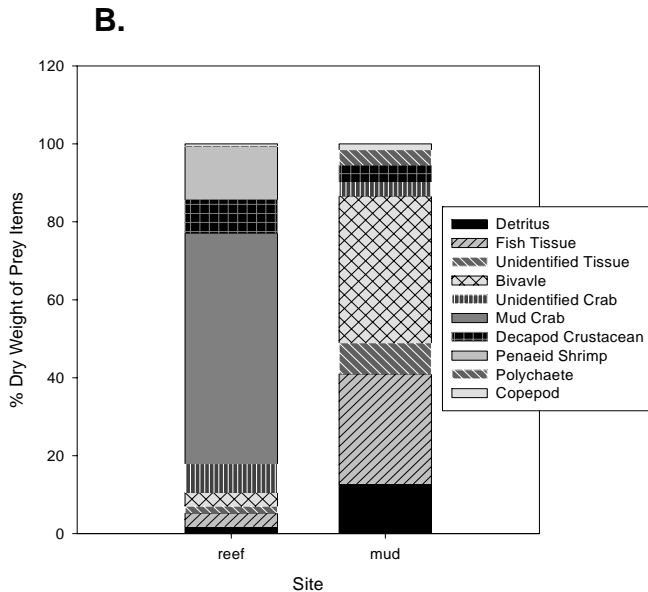 B.
120
100
80
60
40
20
0
% Dry Weight of Prey Items
reef
mud
Site
Detritus
Fish Tissue
Unidentified Tissue
Bivavle
Unidentified Crab
Mud Crab
Decapod Crustacean
Penaeid Shrimp
Polychaete
Copepod